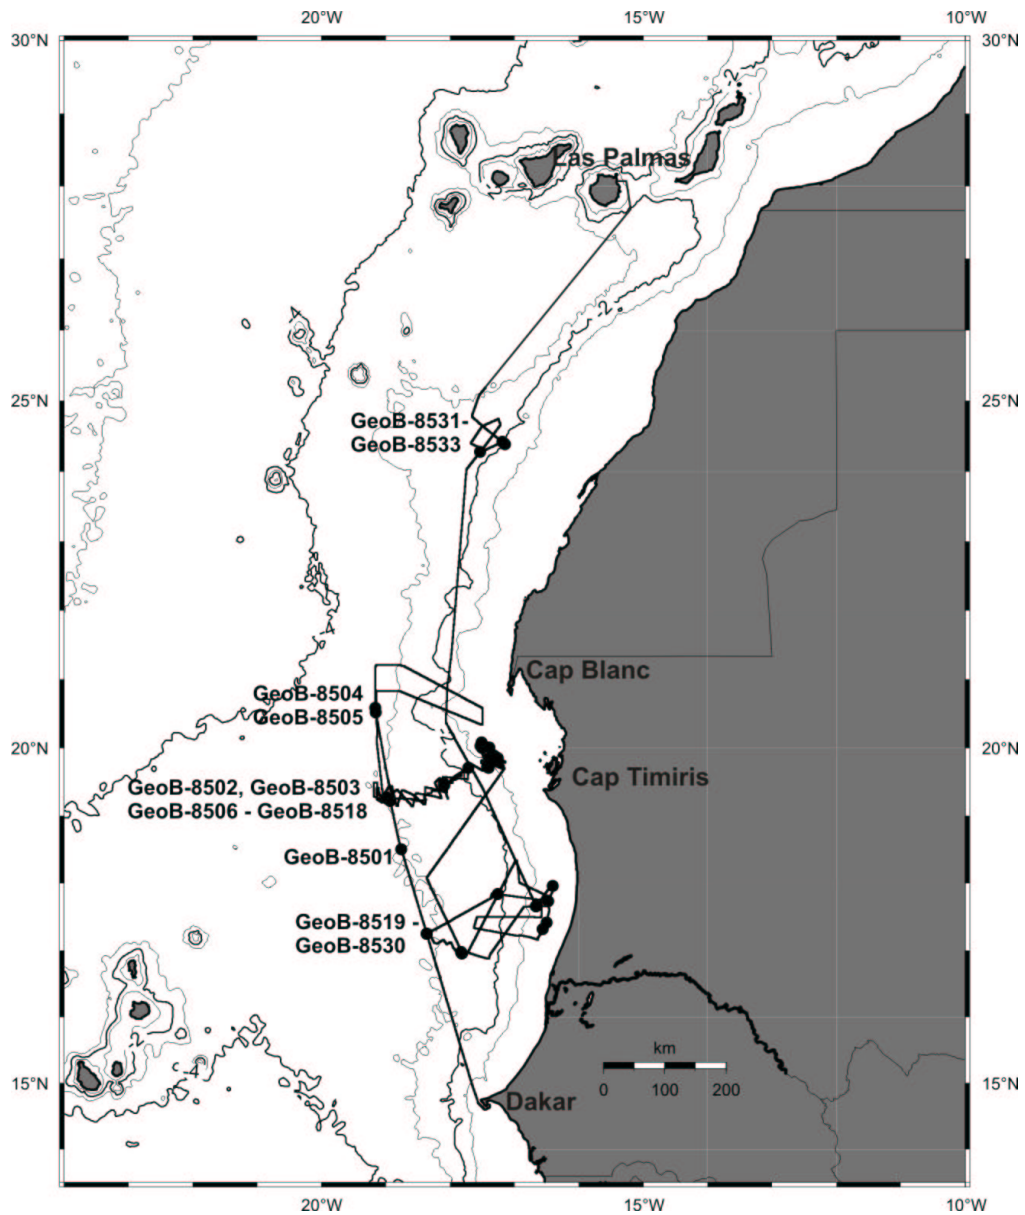 20°W 15°W 10°W
30°N 30°N
Las Palmas
-2-
25°N 25°N
GeoB-8531-
GeoB-8533
Cap Blanc
GeoB-8504
GeoB-8505
20°N 20°N
Cap Timiris
GeoB-8502, GeoB-8503
GeoB-8506 - GeoB-8518
GeoB-8501
GeoB-8519 -
GeoB-8530
km
0 100 200
15°N 15°N
Dakar
20°W 15°W 10°W